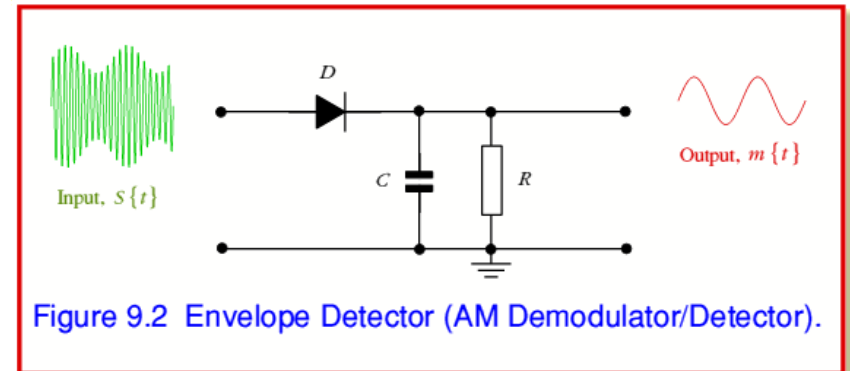 D
Input, S{t}
C
R
Output, m{t}
Figure 9.2 Envelope Detector (AM Demodulator/Detector).